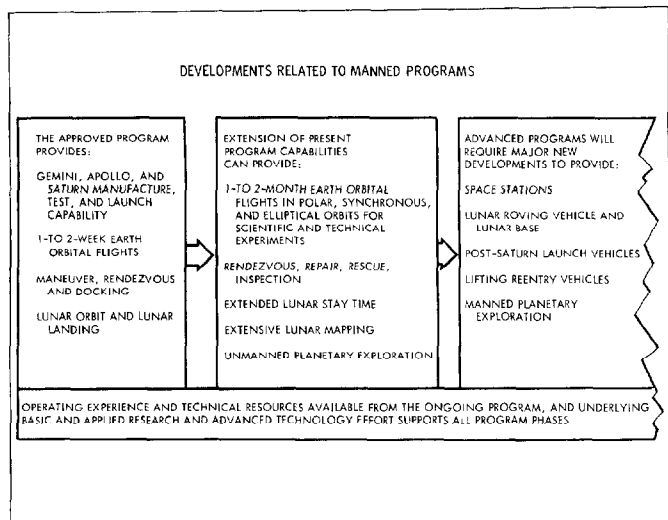 DEVELOPMENTS RELATED TO MANNED PROGRAMS
THE APPROVED PROGRAM
PROVIDES:
GEMINI, APOLLO, AND
SATURN MANUFACTURE,
TEST, AND LAUNCH
CAPABILITY
1-TO 2-WEEK EARTH
ORBITAL FLIGHTS
MANEUVER, RENDEZVOUS
AND DOCKING
LUNAR ORBIT AND LUNAR
LANDING
EXTENSION OF PRESENT
PROGRAM CAPABILITIES
CAN PROVIDE:
1-TO 2-MONTH EARTH ORBITAL
FLIGHTS IN POLAR, SYNCHRONOUS,
AND ELLIPTICAL ORBITS FOR
SCIENTIFIC AND TECHNICAL
EXPERIMENTS
RENDEZVOUS, REPAIR, RESCUE,
INSPECTION
EXTENDED LUNAR STAY TIME
EXTENSIVE LUNAR MAPPING
UNMANNED PLANETARY EXPLORATION
ADVANCED PROGRAMS WILL
REQUIRE MAJOR NEW
DEVELOPMENTS TO PROVIDE:
SPACE STATIONS
LUNAR ROVING VEHICLE AND
LUNAR BASE
POST-SATURN LAUNCH VEHICLES
LIFTING REENTRY VEHICLES
MANNED PLANETARY
EXPLORATION
OPERATING EXPERIENCE AND TECHNICAL RESOURCES AVAILABLE FROM THE ONGOING PROGRAM, AND UNDERLYING
BASIC AND APPLIED RESEARCH AND ADVANCED TECHNOLOGY EFFORT SUPPORTS ALL PROGRAM PHASES